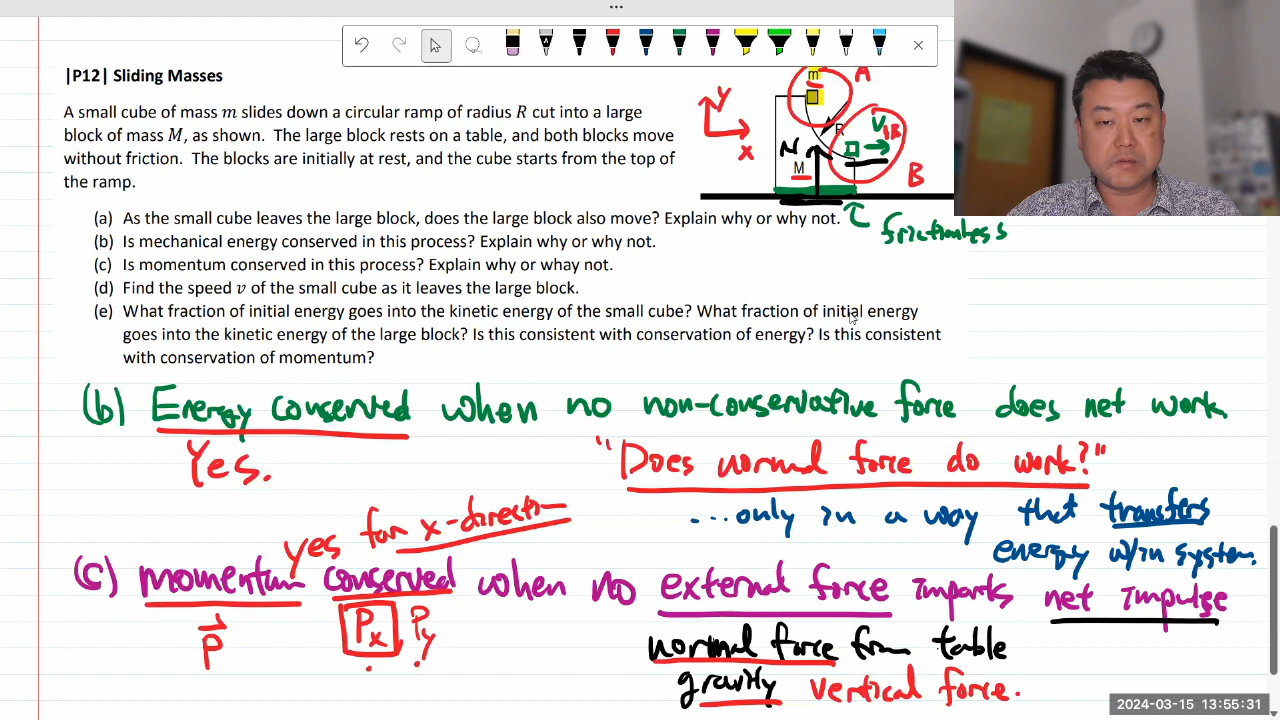 |P12| Sliding Masses
A small cube of mass m slides down a circular ramp of radius R cut into a large
block of mass M, as shown. The large block rests on a table, and both blocks move
without friction. The blocks are initially at rest, and the cube starts from the top of
the ramp.
m
A
Y
x
R
V1B
N
M
B
frictionless
(a) As the small cube leaves the large block, does the large block also move? Explain why or why not.
(b) Is mechanical energy conserved in this process? Explain why or why not.
(c) Is momentum conserved in this process? Explain why or whay not.
(d) Find the speed v of the small cube as it leaves the large block.
(e) What fraction of initial energy goes into the kinetic energy of the small cube? What fraction of initial energy
goes into the kinetic energy of the large block? Is this consistent with conservation of energy? Is this consistent
with conservation of momentum?
(b) Energy conserved when no non-conservative force does net work.
Yes.
"Does normal force do work?"
...only in a way that transfers
energy w/in system.
yes for x-direction
(c) momentum conserved when no external force imparts net impulse
P Px, Py
normal force from table
gravity vertical force.
2024-03-15 13:55:31